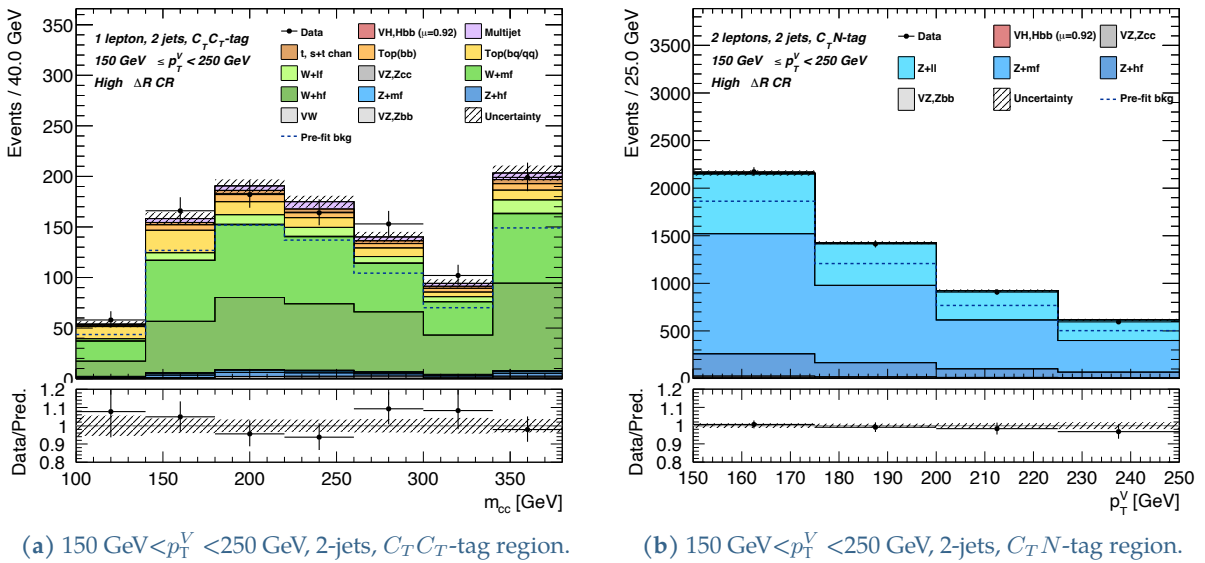 Events / 40.0 GeV
400
350
300
250
200
150
100
50
0
1 lepton, 2 jets, C_T C_T-tag
150 GeV ≤ p_T^V < 250 GeV
High ΔR CR
Data
VH,Hbb (μ=0.92)
Multijet
t, s+t chan
Top(bb)
Top(bq/qq)
W+lf
VZ,Zcc
W+mf
W+hf
Z+mf
Z+hf
VW
VZ,Zbb
Uncertainty
Pre-fit bkg
Data/Pred.
1.2
1.1
1
0.9
0.8
100 150 200 250 300 350
m_cc [GeV]
(a) 150 GeV<p_T^V <250 GeV, 2-jets, C_T C_T-tag region.
Events / 25.0 GeV
3500
3000
2500
2000
1500
1000
500
0
2 leptons, 2 jets, C_T N-tag
150 GeV ≤ p_T^V < 250 GeV
High ΔR CR
Data
VH,Hbb (μ=0.92)
VZ,Zcc
Z+ll
Z+mf
Z+hf
VZ,Zbb
Uncertainty
Pre-fit bkg
Data/Pred.
1.2
1.1
1
0.9
0.8
150 160 170 180 190 200 210 220 230 240 250
p_T^V [GeV]
(b) 150 GeV<p_T^V <250 GeV, 2-jets, C_T N-tag region.